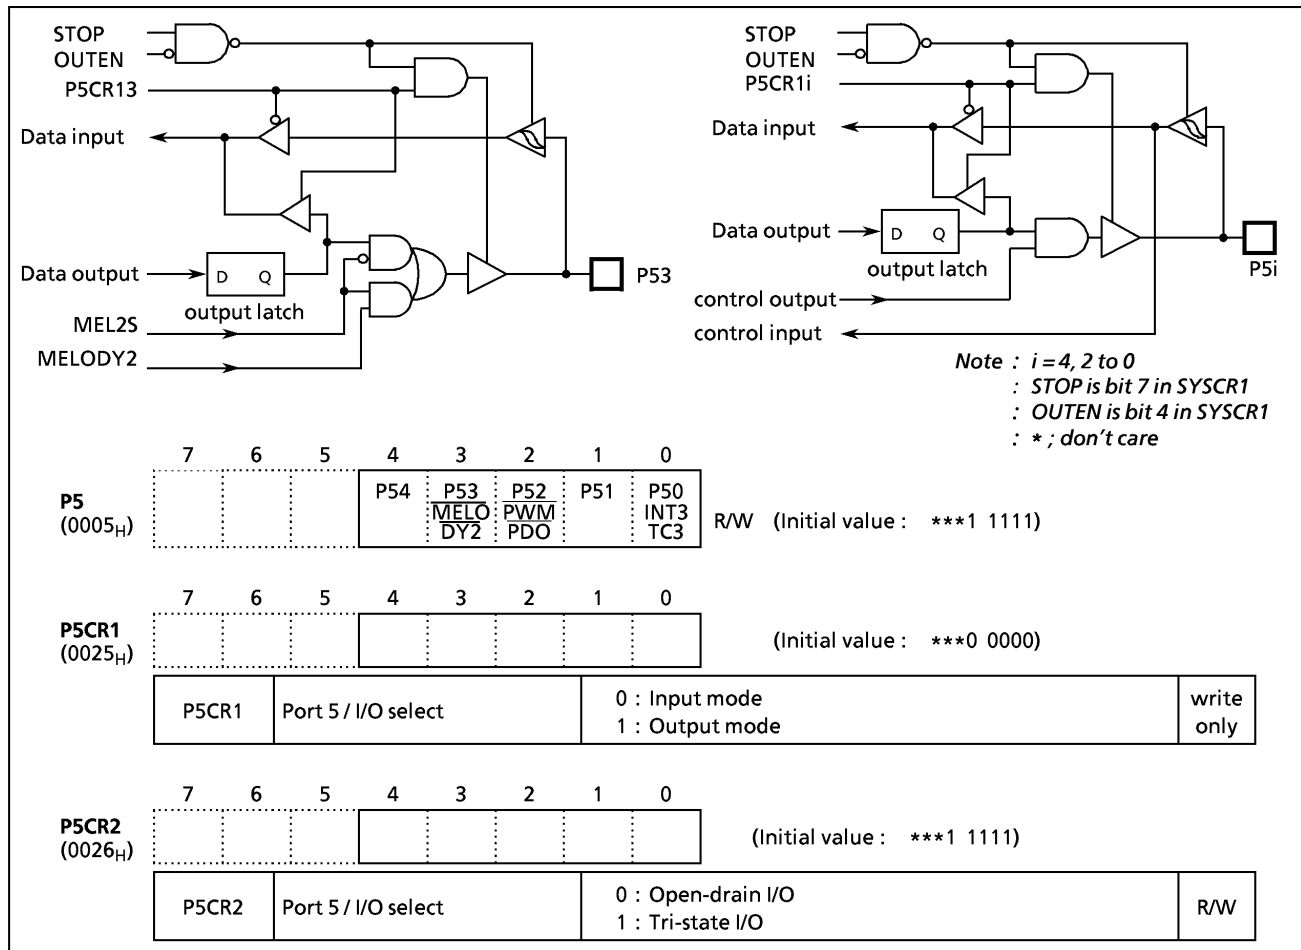 STOP
OUTEN
P5CR13
Data input
Data output
D Q
output latch
MEL2S
MELODY2
P53
STOP
OUTEN
P5CR1i
Data input
Data output
D Q
output latch
control output
control input
P5i
Note : i = 4, 2 to 0
: STOP is bit 7 in SYSCR1
: OUTEN is bit 4 in SYSCR1
: * ; don't care
7 6 5 4 3 2 1 0
P5
(0005H)
P54 P53 P52 P51 P50
MELO PWM INT3
DY2 PDO TC3
R/W (Initial value : ***1 1111)
7 6 5 4 3 2 1 0
P5CR1
(0025H)
(Initial value : ***0 0000)
P5CR1 Port 5 / I/O select
0 : Input mode
1 : Output mode
write
only
7 6 5 4 3 2 1 0
P5CR2
(0026H)
(Initial value : ***1 1111)
P5CR2 Port 5 / I/O select
0 : Open-drain I/O
1 : Tri-state I/O
R/W